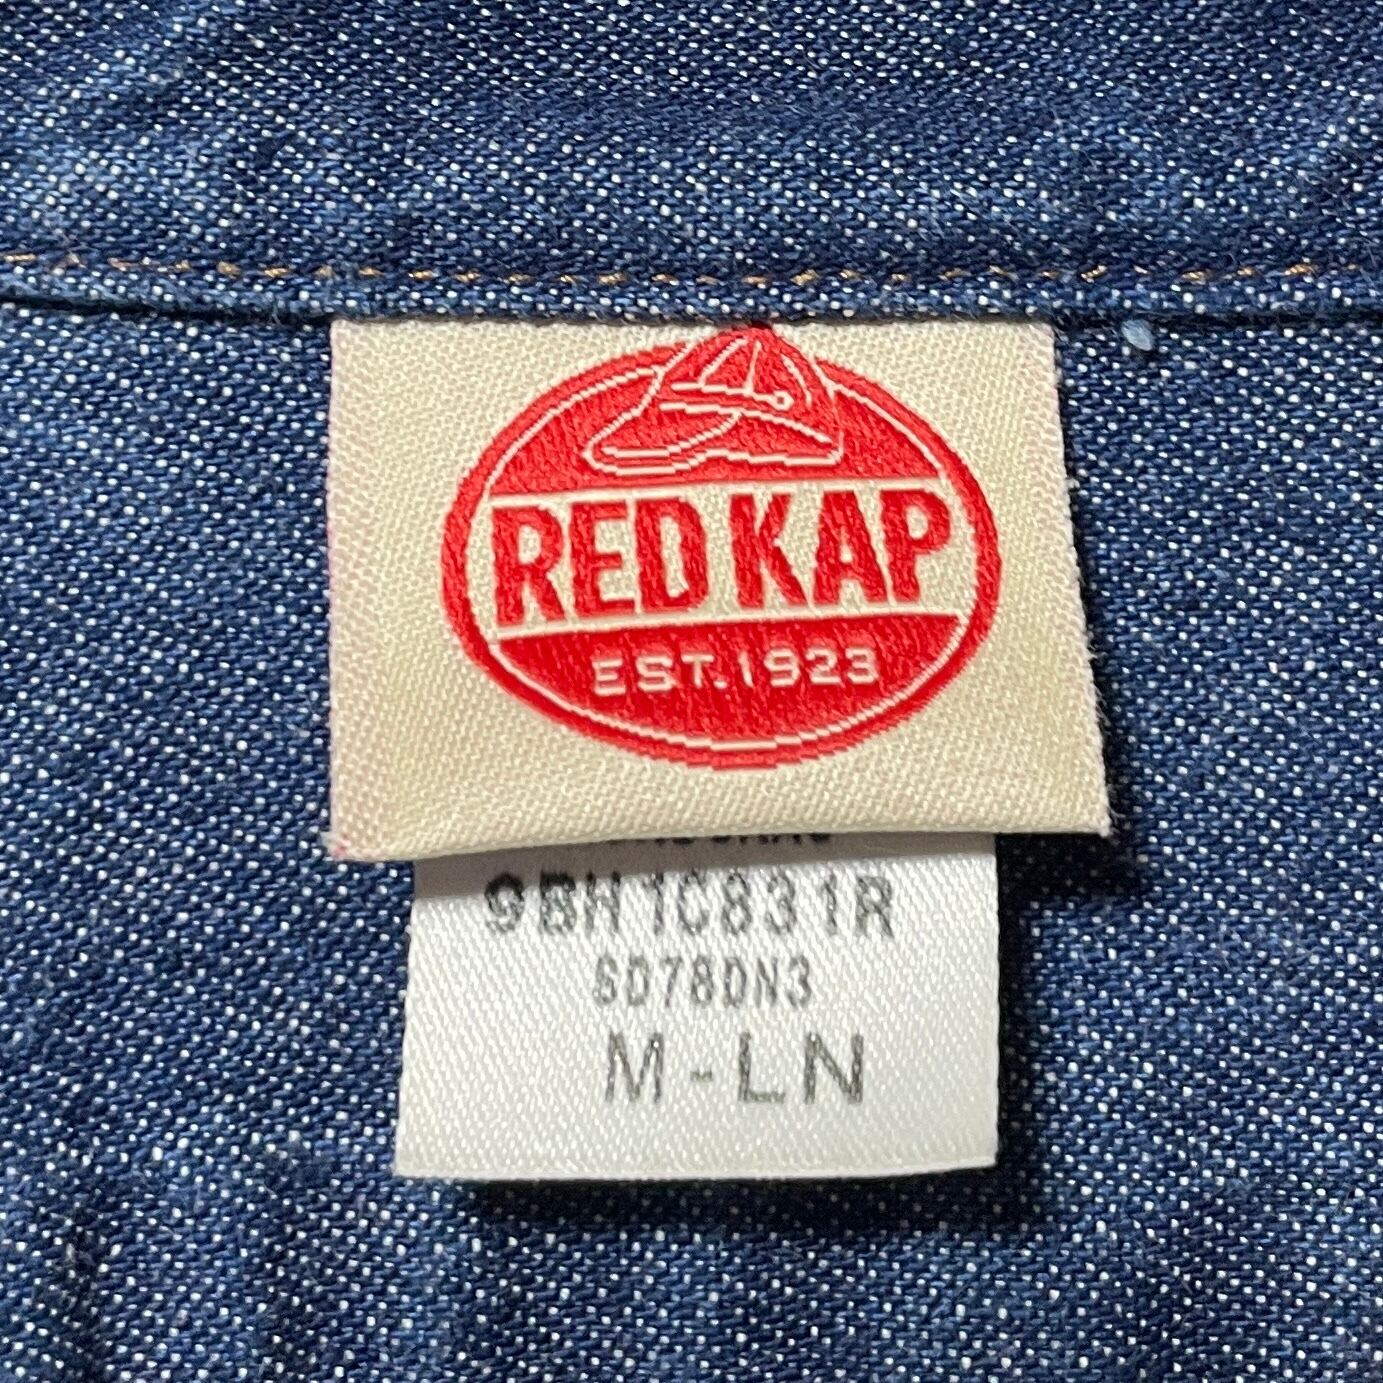 RED KAP
EST. 1923
9BH1C831R
SD78DN3
M-LN